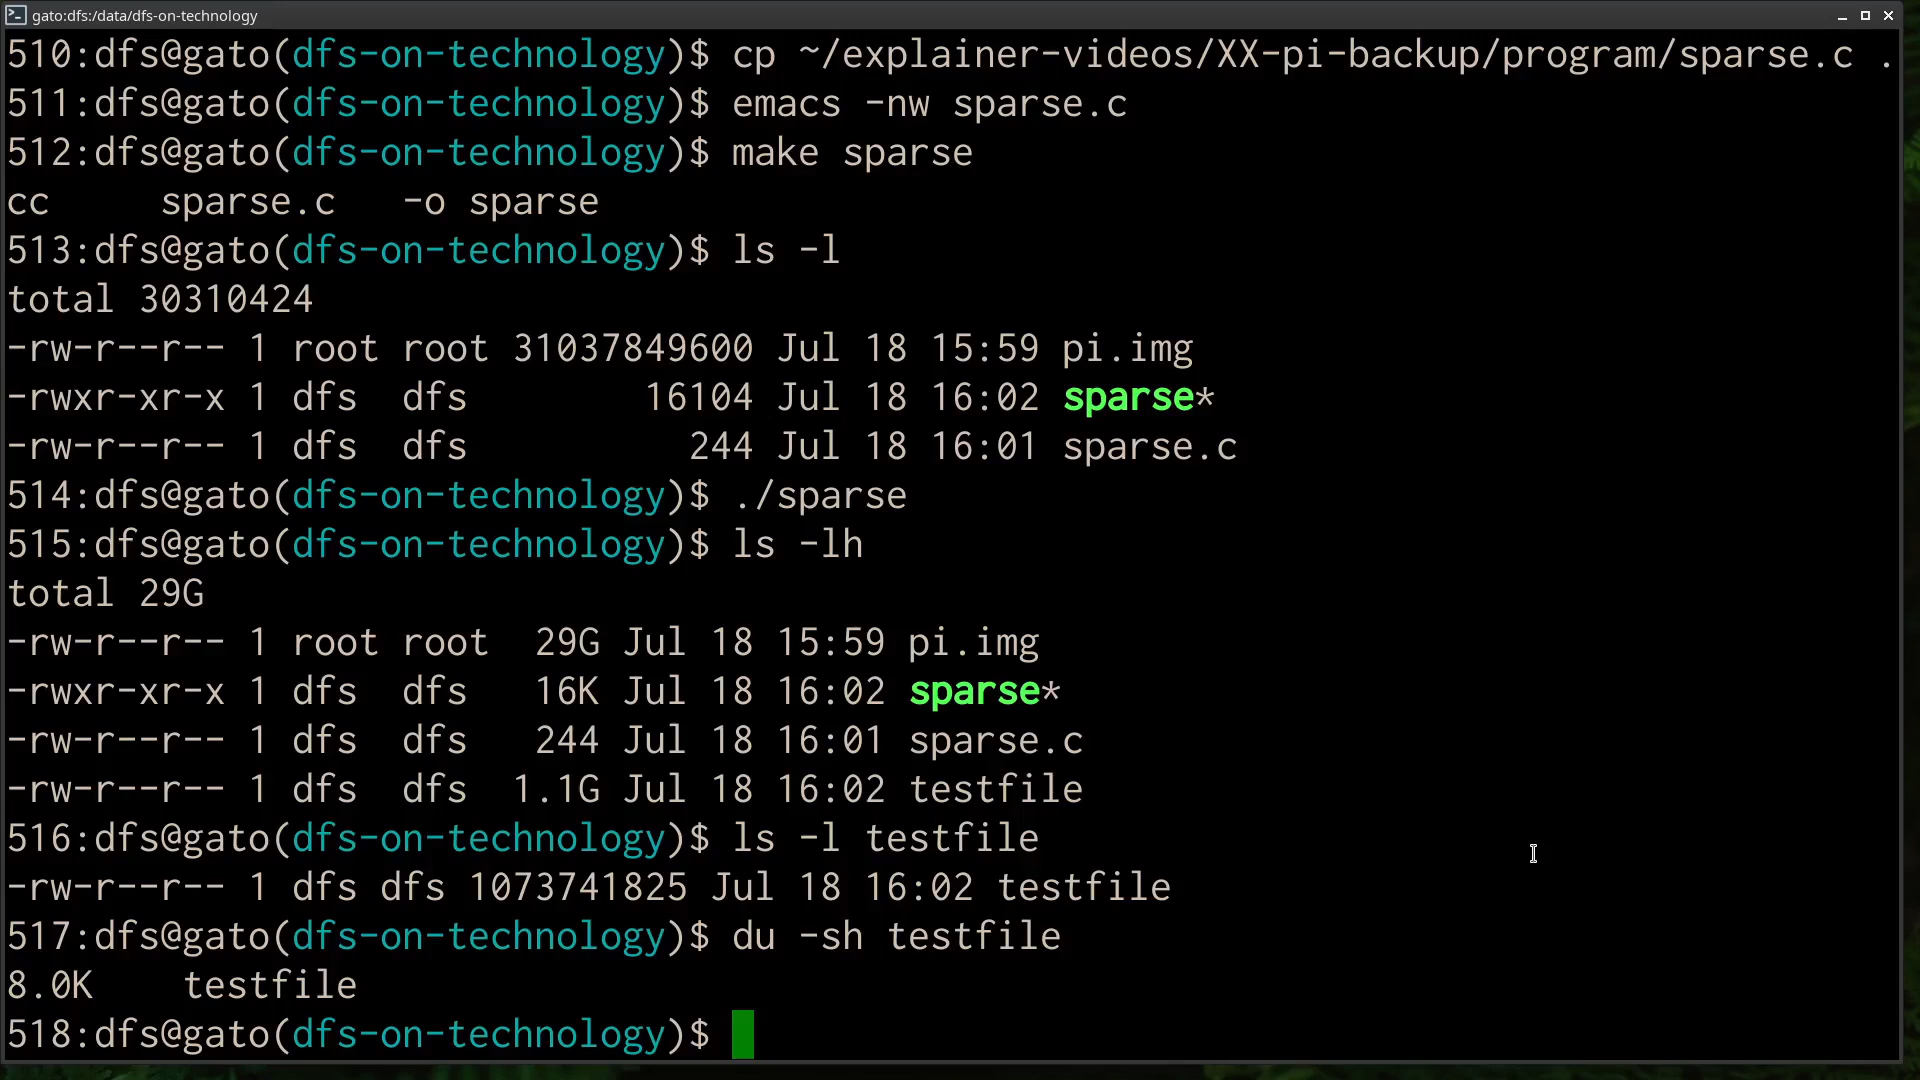 gato:dfs:/data/dfs-on-technology
510:dfs@gato(dfs-on-technology)$ cp ~/explainer-videos/XX-pi-backup/program/sparse.c .
511:dfs@gato(dfs-on-technology)$ emacs -nw sparse.c
512:dfs@gato(dfs-on-technology)$ make sparse
cc     sparse.c   -o sparse
513:dfs@gato(dfs-on-technology)$ ls -l
total 30310424
-rw-r--r-- 1 root root 31037849600 Jul 18 15:59 pi.img
-rwxr-xr-x 1 dfs  dfs        16104 Jul 18 16:02 sparse*
-rw-r--r-- 1 dfs  dfs          244 Jul 18 16:01 sparse.c
514:dfs@gato(dfs-on-technology)$ ./sparse
515:dfs@gato(dfs-on-technology)$ ls -lh
total 29G
-rw-r--r-- 1 root root  29G Jul 18 15:59 pi.img
-rwxr-xr-x 1 dfs  dfs   16K Jul 18 16:02 sparse*
-rw-r--r-- 1 dfs  dfs   244 Jul 18 16:01 sparse.c
-rw-r--r-- 1 dfs  dfs  1.1G Jul 18 16:02 testfile
516:dfs@gato(dfs-on-technology)$ ls -l testfile
-rw-r--r-- 1 dfs dfs 1073741825 Jul 18 16:02 testfile
517:dfs@gato(dfs-on-technology)$ du -sh testfile
8.0K    testfile
518:dfs@gato(dfs-on-technology)$